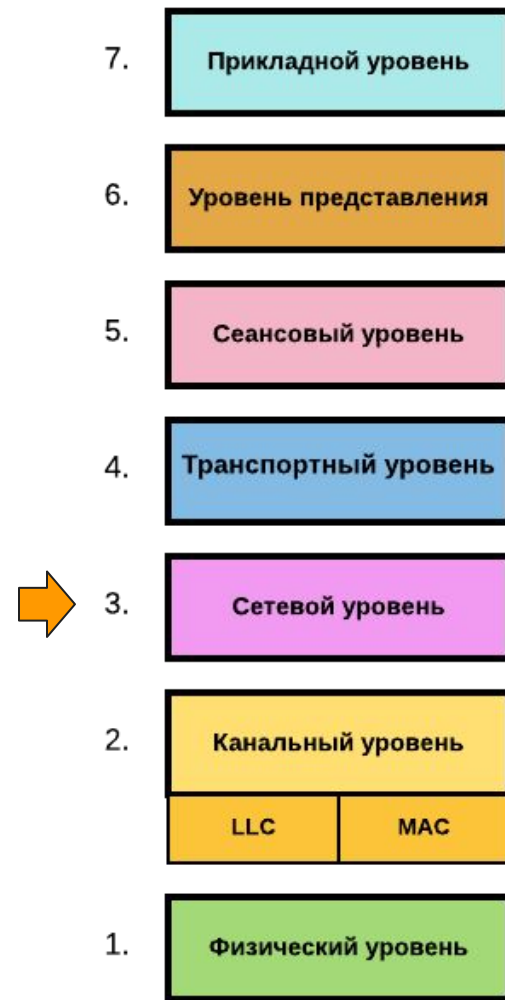 7. Прикладной уровень
6. Уровень представления
5. Сеансовый уровень
4. Транспортный уровень
3. Сетевой уровень
2. Канальный уровень
LLC MAC
1. Физический уровень